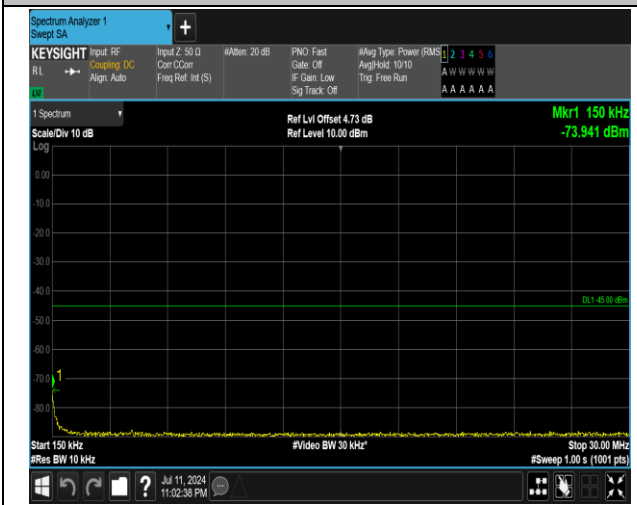 Spectrum Analyzer 1
Swept SA
+
KEYSIGHT
RL
LXI
Input: RF
Coupling: DC
Align: Auto
Input Z: 50 Ω
Corr CCorr
Freq Ref: Int (S)
#Atten: 20 dB
PNO: Fast
Gate: Off
IF Gain: Low
Sig Track: Off
#Avg Type: Power (RMS
Avg|Hold: 10/10
Trig: Free Run
1 2 3 4 5 6
A W W W W W
A A A A A A
1 Spectrum
Scale/Div 10 dB
Log
Ref Lvl Offset 4.73 dB
Ref Level 10.00 dBm
Mkr1 150 kHz
-73.941 dBm
0.00
-10.0
-20.0
-30.0
-40.0
DL1 -45.00 dBm
-50.0
-60.0
-70.0
1
-80.0
Start 150 kHz
#Res BW 10 kHz
#Video BW 30 kHz*
Stop 30.00 MHz
#Sweep 1.00 s (1001 pts)
?
Jul 11, 2024
11:02:38 PM